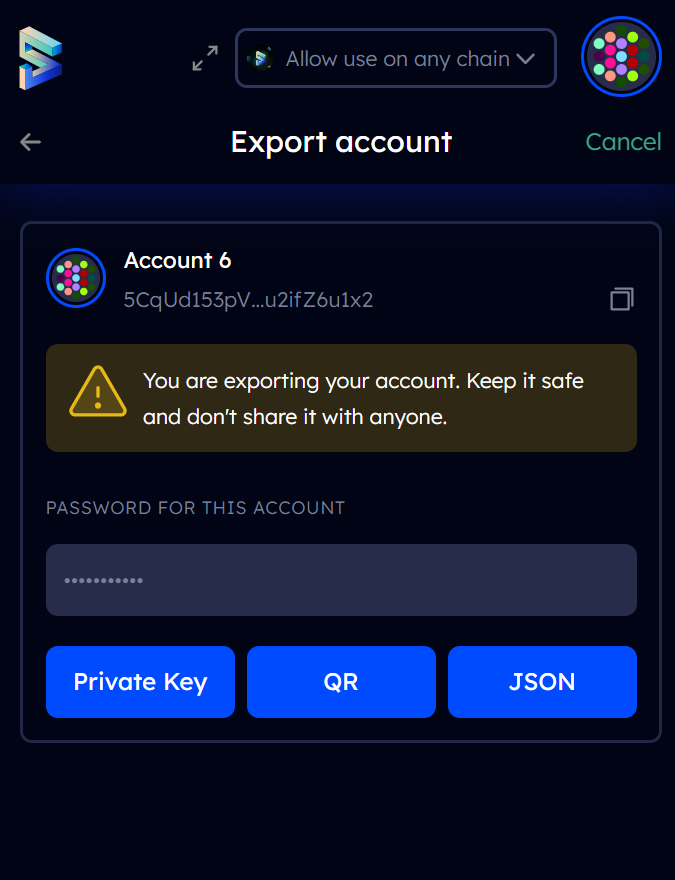 Allow use on any chain
Export account
Cancel
Account 6
5CqUd153pV...u2ifZ6u1x2
You are exporting your account. Keep it safe
and don't share it with anyone.
PASSWORD FOR THIS ACCOUNT
Private Key
QR
JSON